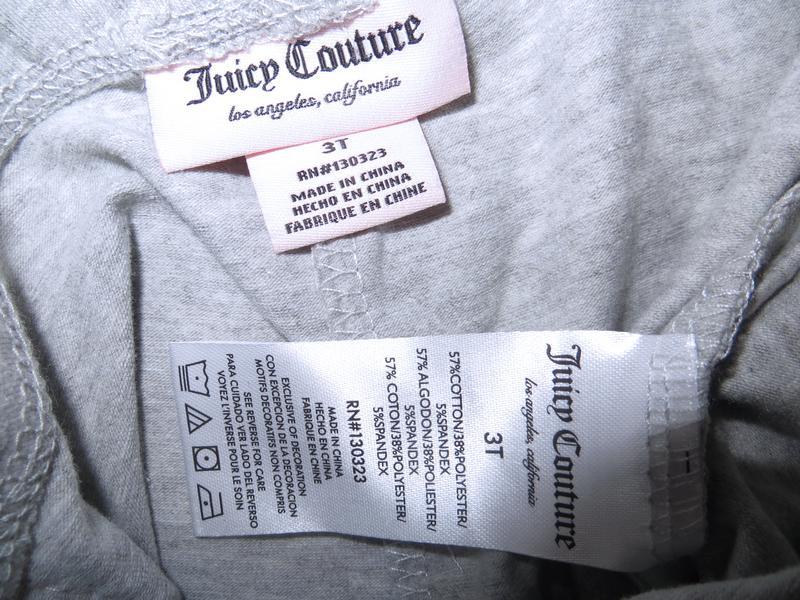 Juicy Couture
los angeles, california
3T
RN#130323
MADE IN CHINA
HECHO EN CHINA
FABRIQUE EN CHINE
Juicy Couture
los angeles, california
3T
57%COTTON/38%POLYESTER/
5%SPANDEX
57%ALGODON/38%POLIESTER/
5%SPANDEX
57% COTON/38%POLYESTER/
5%SPANDEX
RN#130323
MADE IN CHINA
HECHO EN CHINA
FABRIQUE EN CHINE
EXCLUSIVE OF DECORATION
CON EXCEPCION DE LA DECORACION
MOTIFS DECORATIFS NON COMPRIS
SEE REVERSE FOR CARE
PARA CUIDADO VER LADO DEL REVERSO
VOYEZ L'INVERSE POUR LE SOIN